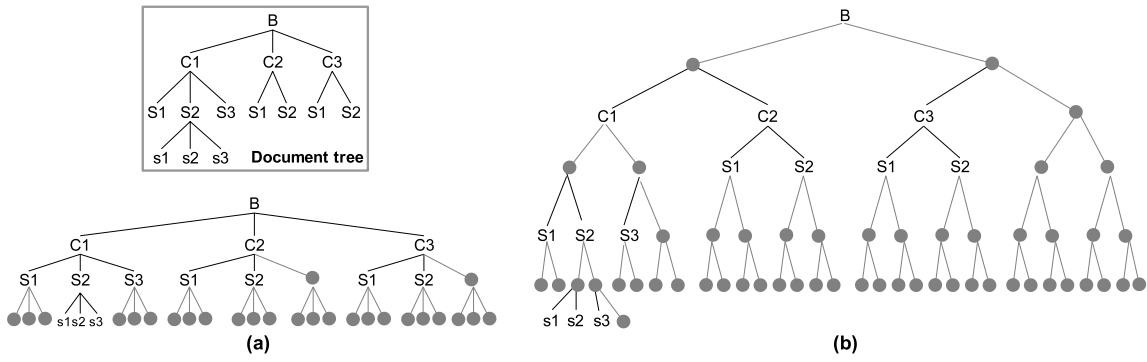 B
C1 C2 C3
S1 S2 S3 S1 S2 S1 S2
s1 s2 s3 Document tree
B
C1 C2 C3
S1 S2 S3 S1 S2 S1 S2
s1 s2 s3
(a)
B
C1 C2 C3
S1 S2 S1 S2
S1 S2 S3
s1 s2 s3
(b)